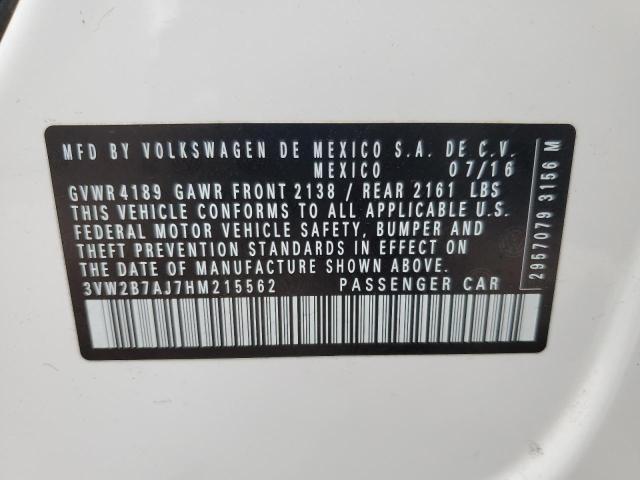 MFD BY VOLKSWAGEN DE MEXICO S.A. DE C.V.
MEXICO 07/16
GVWR4189 GAWR FRONT 2138 / REAR 2161 LBS
THIS VEHICLE CONFORMS TO ALL APPLICABLE U.S.
FEDERAL MOTOR VEHICLE SAFETY, BUMPER AND
THEFT PREVENTION STANDARDS IN EFFECT ON
THE DATE OF MANUFACTURE SHOWN ABOVE.
3VW2B7AJ7HM215562 PASSENGER CAR
2957079 3156 M